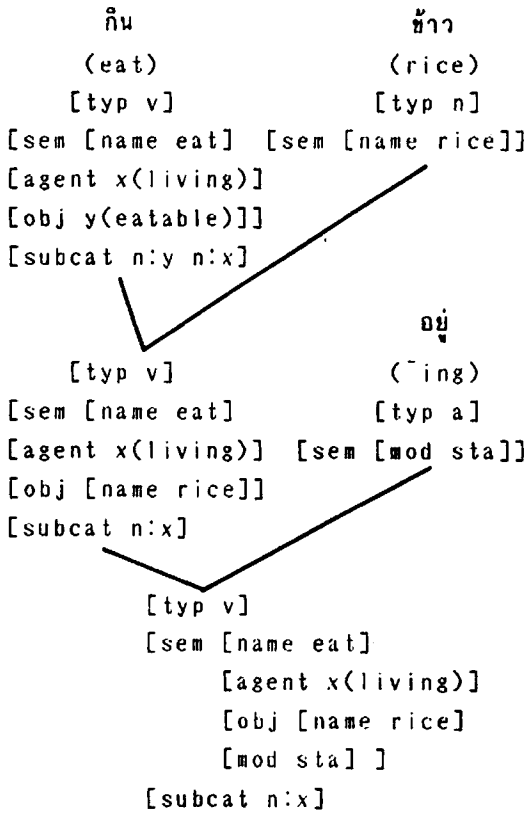 กิน ข้าว
(eat) (rice)
[typ v] [typ n]
[sem [name eat] [sem [name rice]]
[agent x(living)]
[obj y(eatable)]]
[subcat n:y n:x]
อยู่
[typ v] (~ing)
[sem [name eat] [typ a]
[agent x(living)] [sem [mod sta]]
[obj [name rice]]
[subcat n:x]
[typ v]
[sem [name eat]
[agent x(living)]
[obj [name rice]
[mod sta] ]
[subcat n:x]